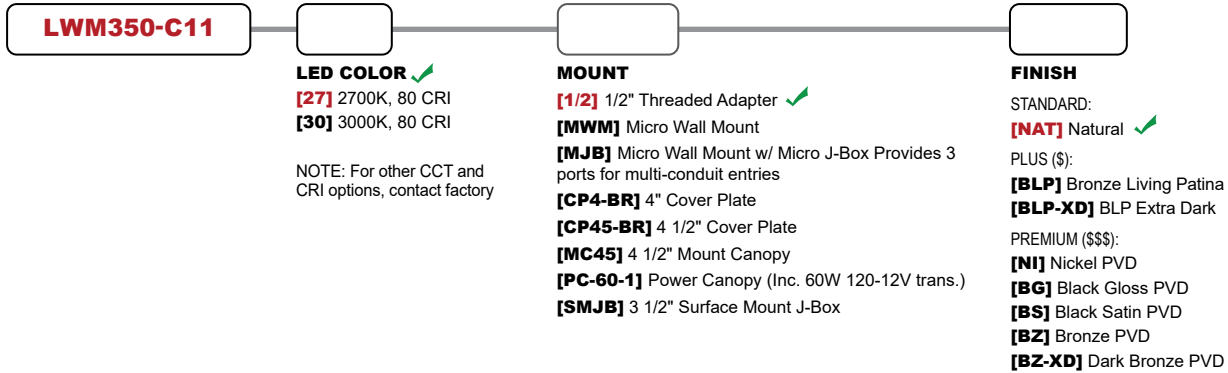 LWM350-C11
LED COLOR
[27] 2700K, 80 CRI
[30] 3000K, 80 CRI
NOTE: For other CCT and
CRI options, contact factory
MOUNT
[1/2] 1/2" Threaded Adapter
[MWM] Micro Wall Mount
[MJB] Micro Wall Mount w/ Micro J-Box Provides 3
ports for multi-conduit entries
[CP4-BR] 4" Cover Plate
[CP45-BR] 4 1/2" Cover Plate
[MC45] 4 1/2" Mount Canopy
[PC-60-1] Power Canopy (Inc. 60W 120-12V trans.)
[SMJB] 3 1/2" Surface Mount J-Box
FINISH
STANDARD:
[NAT] Natural
PLUS ($):
[BLP] Bronze Living Patina
[BLP-XD] BLP Extra Dark
PREMIUM ($$$):
[NI] Nickel PVD
[BG] Black Gloss PVD
[BS] Black Satin PVD
[BZ] Bronze PVD
[BZ-XD] Dark Bronze PVD